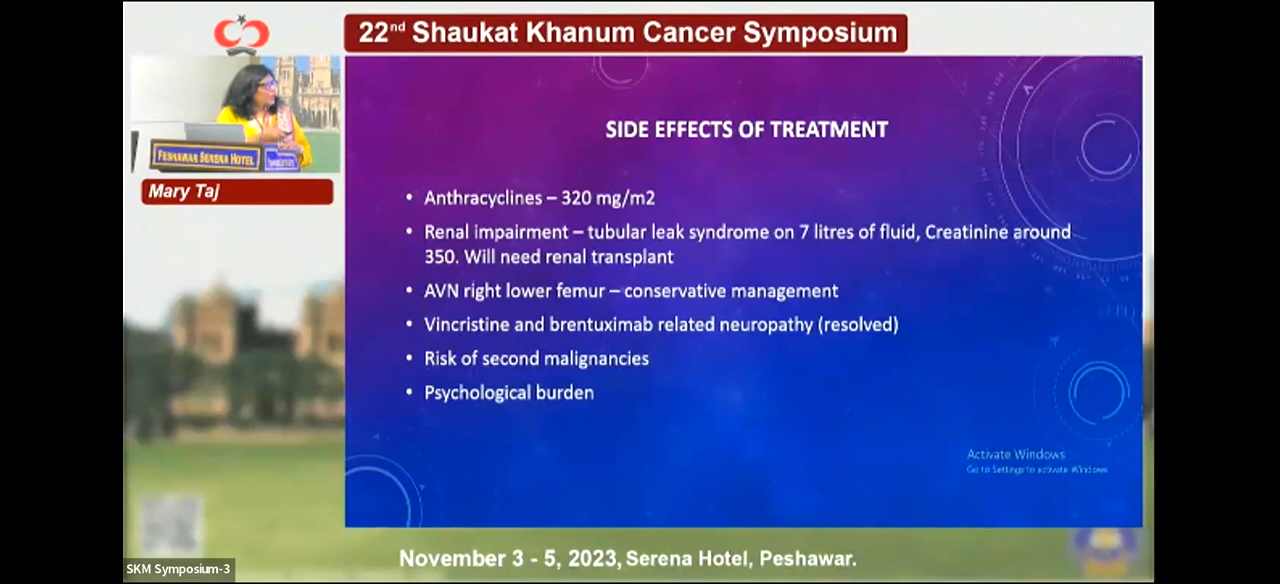 22nd Shaukat Khanum Cancer Symposium
PESHAWAR SERENA HOTEL
Mary Taj
SIDE EFFECTS OF TREATMENT
• Anthracyclines – 320 mg/m2
• Renal impairment – tubular leak syndrome on 7 litres of fluid, Creatinine around
350. Will need renal transplant
• AVN right lower femur – conservative management
• Vincristine and brentuximab related neuropathy (resolved)
• Risk of second malignancies
• Psychological burden
Activate Windows
Go to Settings to activate Windows.
November 3 - 5, 2023, Serena Hotel, Peshawar.
SKM Symposium-3